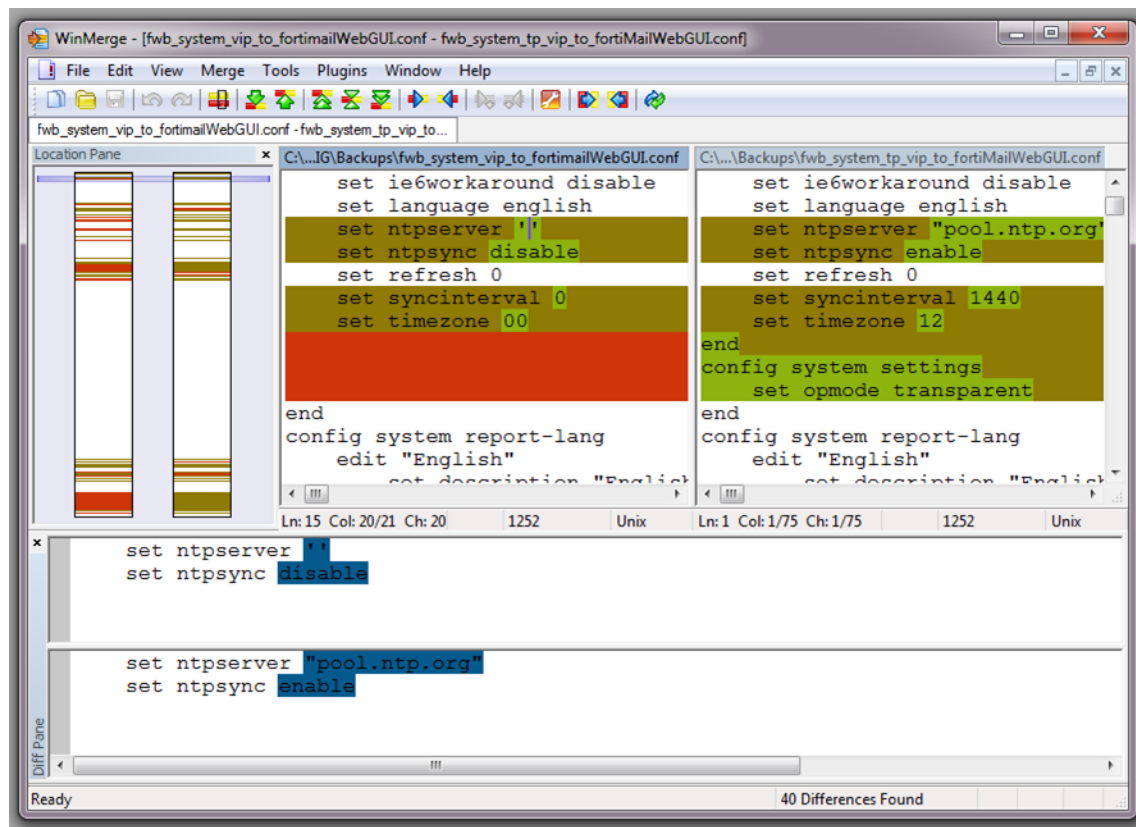 WinMerge - [fwb_system_vip_to_fortimailWebGUI.conf - fwb_system_tp_vip_to_fortiMailWebGUI.conf]
File Edit View Merge Tools Plugins Window Help
fwb_system_vip_to_fortimailWebGUI.conf - fwb_system_tp_vip_to...
Location Pane x
C:\...IG\Backups\fwb_system_vip_to_fortimailWebGUI.conf
set ie6workaround disable
set language english
set ntpserver ''
set ntpsync disable
set refresh 0
set syncinterval 0
set timezone 00
end
config system report-lang
edit "English"
set description "English
Ln: 15 Col: 20/21 Ch: 20 1252 Unix
C:\...\Backups\fwb_system_tp_vip_to_fortiMailWebGUI.conf
set ie6workaround disable
set language english
set ntpserver "pool.ntp.org"
set ntpsync enable
set refresh 0
set syncinterval 1440
set timezone 12
end
config system settings
set opmode transparent
end
config system report-lang
edit "English"
set description "English
Ln: 1 Col: 1/75 Ch: 1/75 1252 Unix
set ntpserver ''
set ntpsync disable
set ntpserver "pool.ntp.org"
set ntpsync enable
Diff Pane
Ready 40 Differences Found